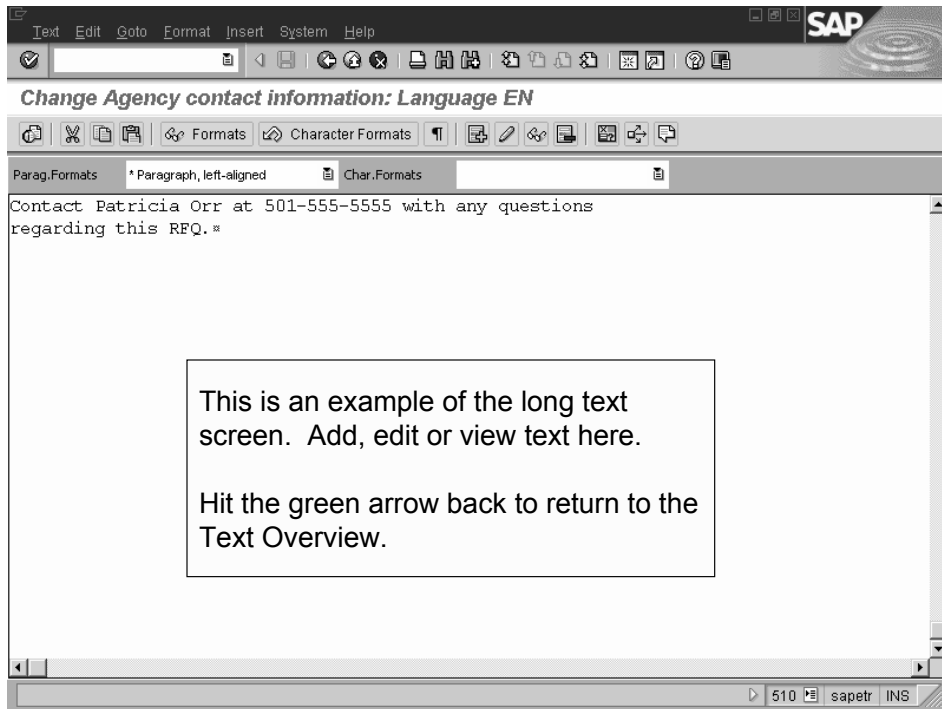 Text Edit Goto Format Insert System Help
SAP
Change Agency contact information: Language EN
Formats Character Formats
Parag.Formats * Paragraph, left-aligned Char.Formats
Contact Patricia Orr at 501-555-5555 with any questions
regarding this RFQ.¤
This is an example of the long text
screen. Add, edit or view text here.
Hit the green arrow back to return to the
Text Overview.
510 sapetr INS